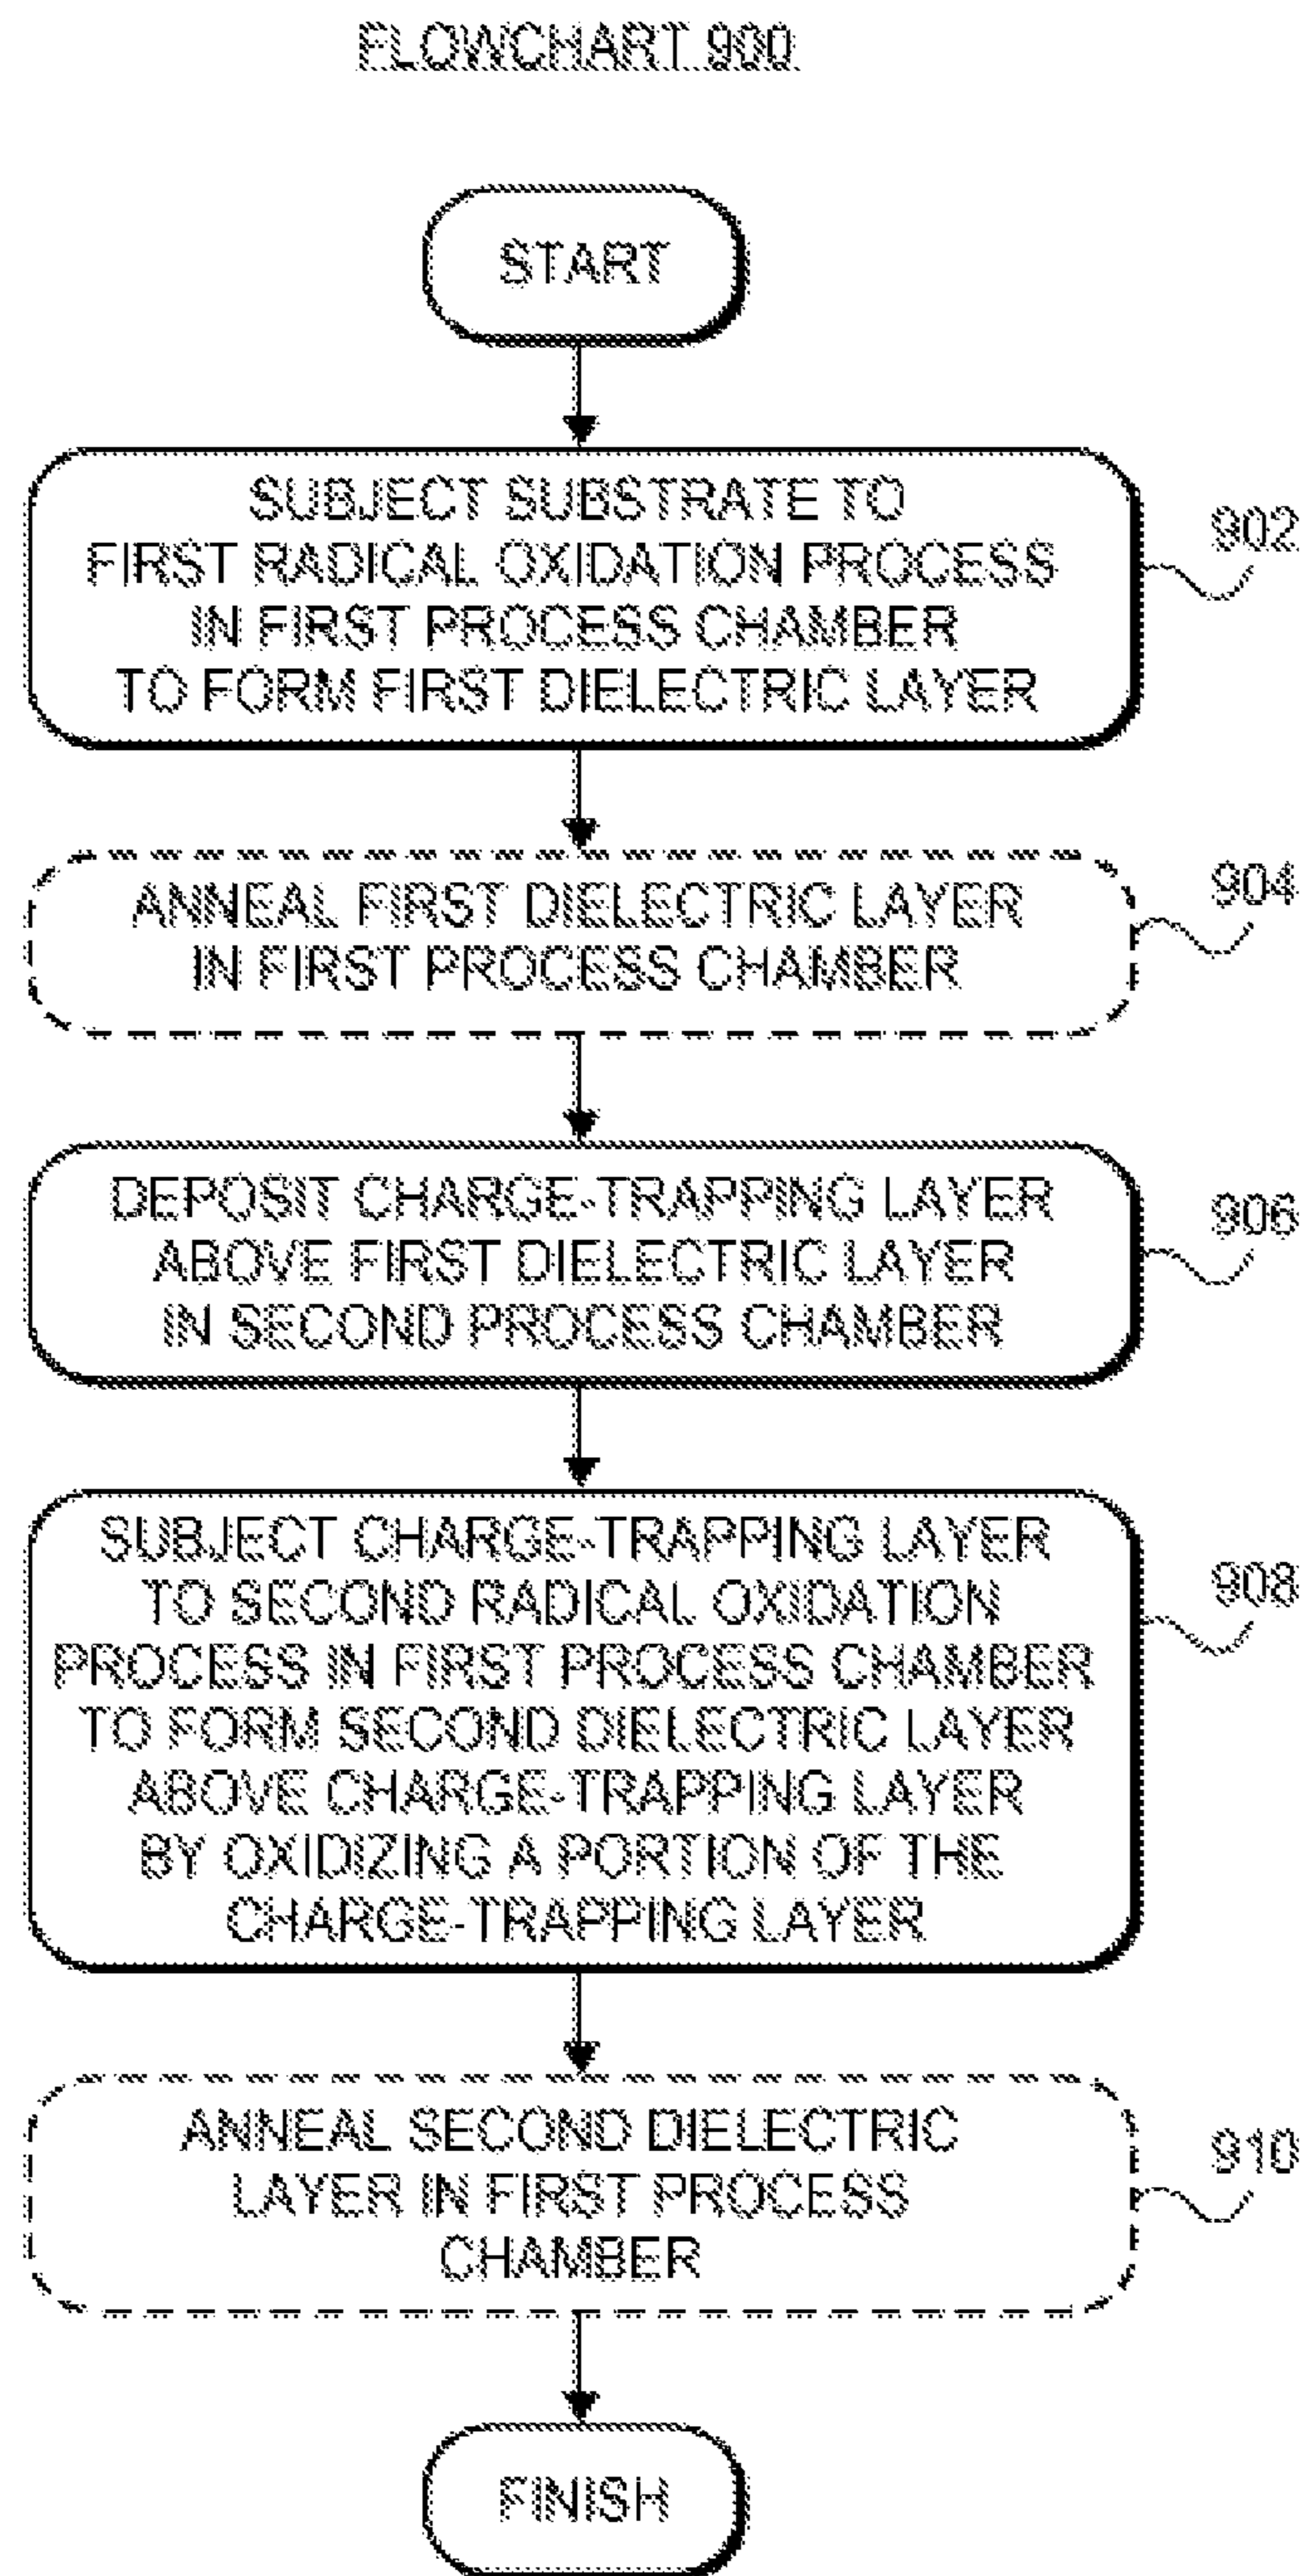 FLOWCHART 900
START
SUBJECT SUBSTRATE TO
FIRST RADICAL OXIDATION PROCESS
IN FIRST PROCESS CHAMBER
TO FORM FIRST DIELECTRIC LAYER
902
ANNEAL FIRST DIELECTRIC LAYER
IN FIRST PROCESS CHAMBER
904
DEPOSIT CHARGE-TRAPPING LAYER
ABOVE FIRST DIELECTRIC LAYER
IN SECOND PROCESS CHAMBER
906
SUBJECT CHARGE-TRAPPING LAYER
TO SECOND RADICAL OXIDATION
PROCESS IN FIRST PROCESS CHAMBER
TO FORM SECOND DIELECTRIC LAYER
ABOVE CHARGE-TRAPPING LAYER
BY OXIDIZING A PORTION OF THE
CHARGE-TRAPPING LAYER
908
ANNEAL SECOND DIELECTRIC
LAYER IN FIRST PROCESS
CHAMBER
910
FINISH